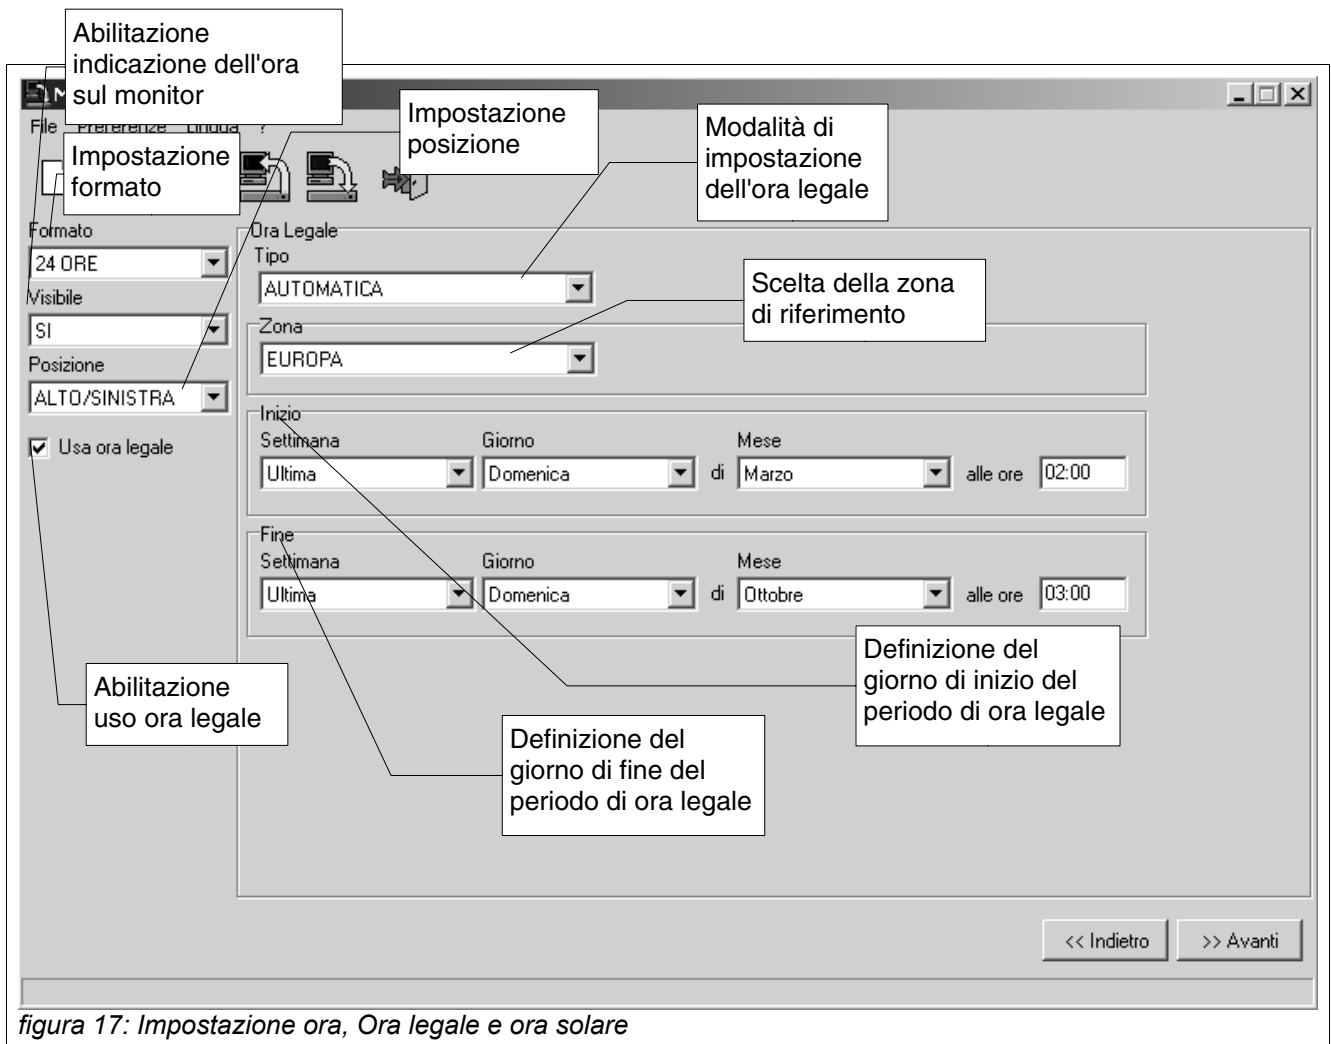 Abilitazione
indicazione dell'ora
sul monitor
Impostazione
posizione
Modalità di
impostazione
dell'ora legale
M
File Preferenze Lingua ?
Impostazione
formato
Formato
24 ORE
Visibile
SI
Posizione
ALTO/SINISTRA
Usa ora legale
Ora Legale
Tipo
AUTOMATICA
Scelta della zona
di riferimento
Zona
EUROPA
Inizio
Settimana Giorno Mese
Ultima Domenica di Marzo alle ore 02:00
Fine
Settimana Giorno Mese
Ultima Domenica di Ottobre alle ore 03:00
Definizione del
giorno di inizio del
periodo di ora legale
Abilitazione
uso ora legale
Definizione del
giorno di fine del
periodo di ora legale
<< Indietro >> Avanti
figura 17: Impostazione ora, Ora legale e ora solare